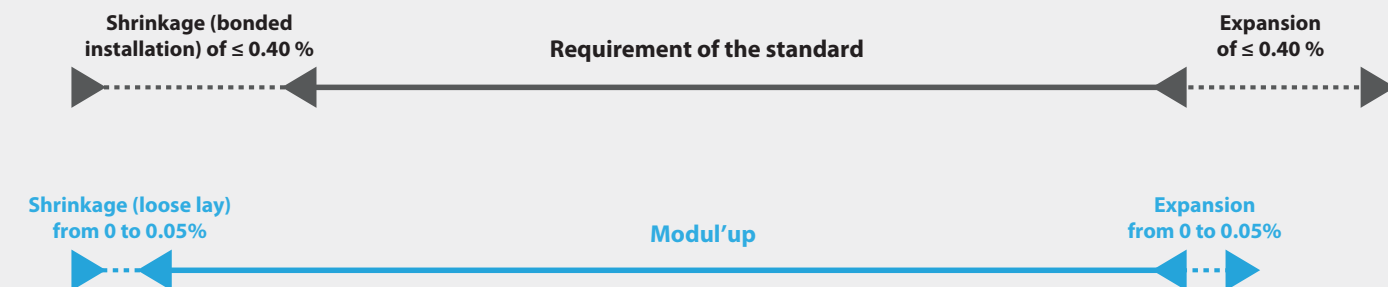 Shrinkage (bonded
installation) of ≤ 0.40 %
Requirement of the standard
Expansion
of ≤ 0.40 %
Shrinkage (loose lay)
from 0 to 0.05%
Modul’up
Expansion
from 0 to 0.05%